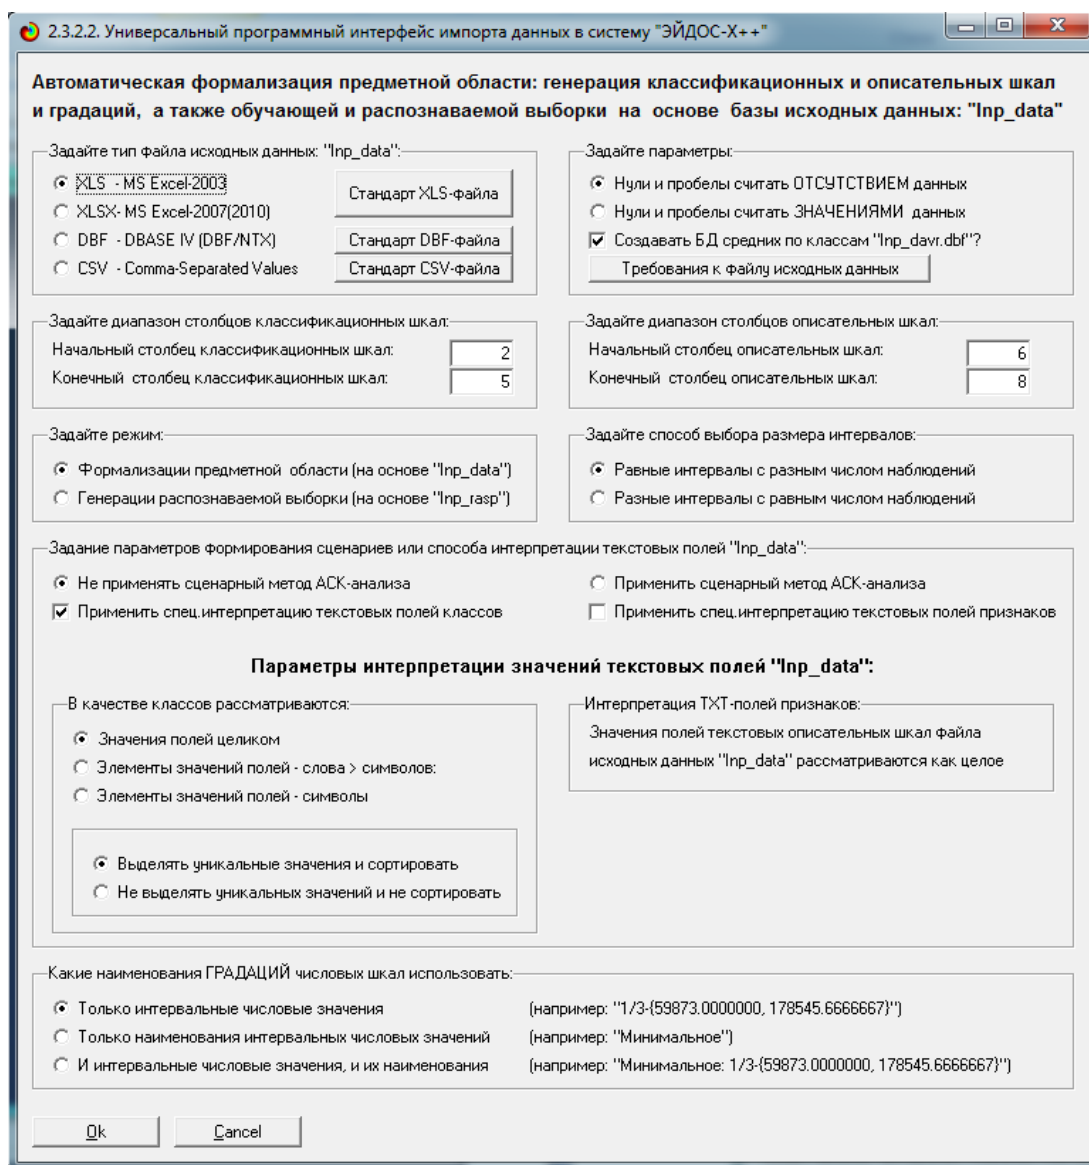 2.3.2.2. Универсальный программный интерфейс импорта данных в систему "ЭЙДОС-X++"
Автоматическая формализация предметной области: генерация классификационных и описательных шкал
и градаций, а также обучающей и распознаваемой выборки на основе базы исходных данных: "Inp_data"
Задайте тип файла исходных данных: "Inp_data":
XLS - MS Excel-2003
XLSX- MS Excel-2007(2010)
DBF - DBASE IV (DBF/NTX)
CSV - Comma-Separated Values
Стандарт XLS-файла
Стандарт DBF-файла
Стандарт CSV-файла
Задайте параметры:
Нули и пробелы считать ОТСУТСТВИЕМ данных
Нули и пробелы считать ЗНАЧЕНИЯМИ данных
Создавать БД средних по классам "Inp_davr.dbf"?
Требования к файлу исходных данных
Задайте диапазон столбцов классификационных шкал:
Начальный столбец классификационных шкал: 2
Конечный столбец классификационных шкал: 5
Задайте диапазон столбцов описательных шкал:
Начальный столбец описательных шкал: 6
Конечный столбец описательных шкал: 8
Задайте режим:
Формализации предметной области (на основе "Inp_data")
Генерации распознаваемой выборки (на основе "Inp_rasp")
Задайте способ выбора размера интервалов:
Равные интервалы с разным числом наблюдений
Разные интервалы с равным числом наблюдений
Задание параметров формирования сценариев или способа интерпретации текстовых полей "Inp_data":
Не применять сценарный метод АСК-анализа
Применить сценарный метод АСК-анализа
Применить спец.интерпретацию текстовых полей классов
Применить спец.интерпретацию текстовых полей признаков
Параметры интерпретации значений текстовых полей "Inp_data":
В качестве классов рассматриваются:
Значения полей целиком
Элементы значений полей - слова > символов:
Элементы значений полей - символы
Выделять уникальные значения и сортировать
Не выделять уникальных значений и не сортировать
Интерпретация TXT-полей признаков:
Значения полей текстовых описательных шкал файла
исходных данных "Inp_data" рассматриваются как целое
Какие наименования ГРАДАЦИЙ числовых шкал использовать:
Только интервальные числовые значения (например: "1/3-{59873.0000000, 178545.6666667}")
Только наименования интервальных числовых значений (например: "Минимальное")
И интервальные числовые значения, и их наименования (например: "Минимальное: 1/3-{59873.0000000, 178545.6666667}")
Ok
Cancel